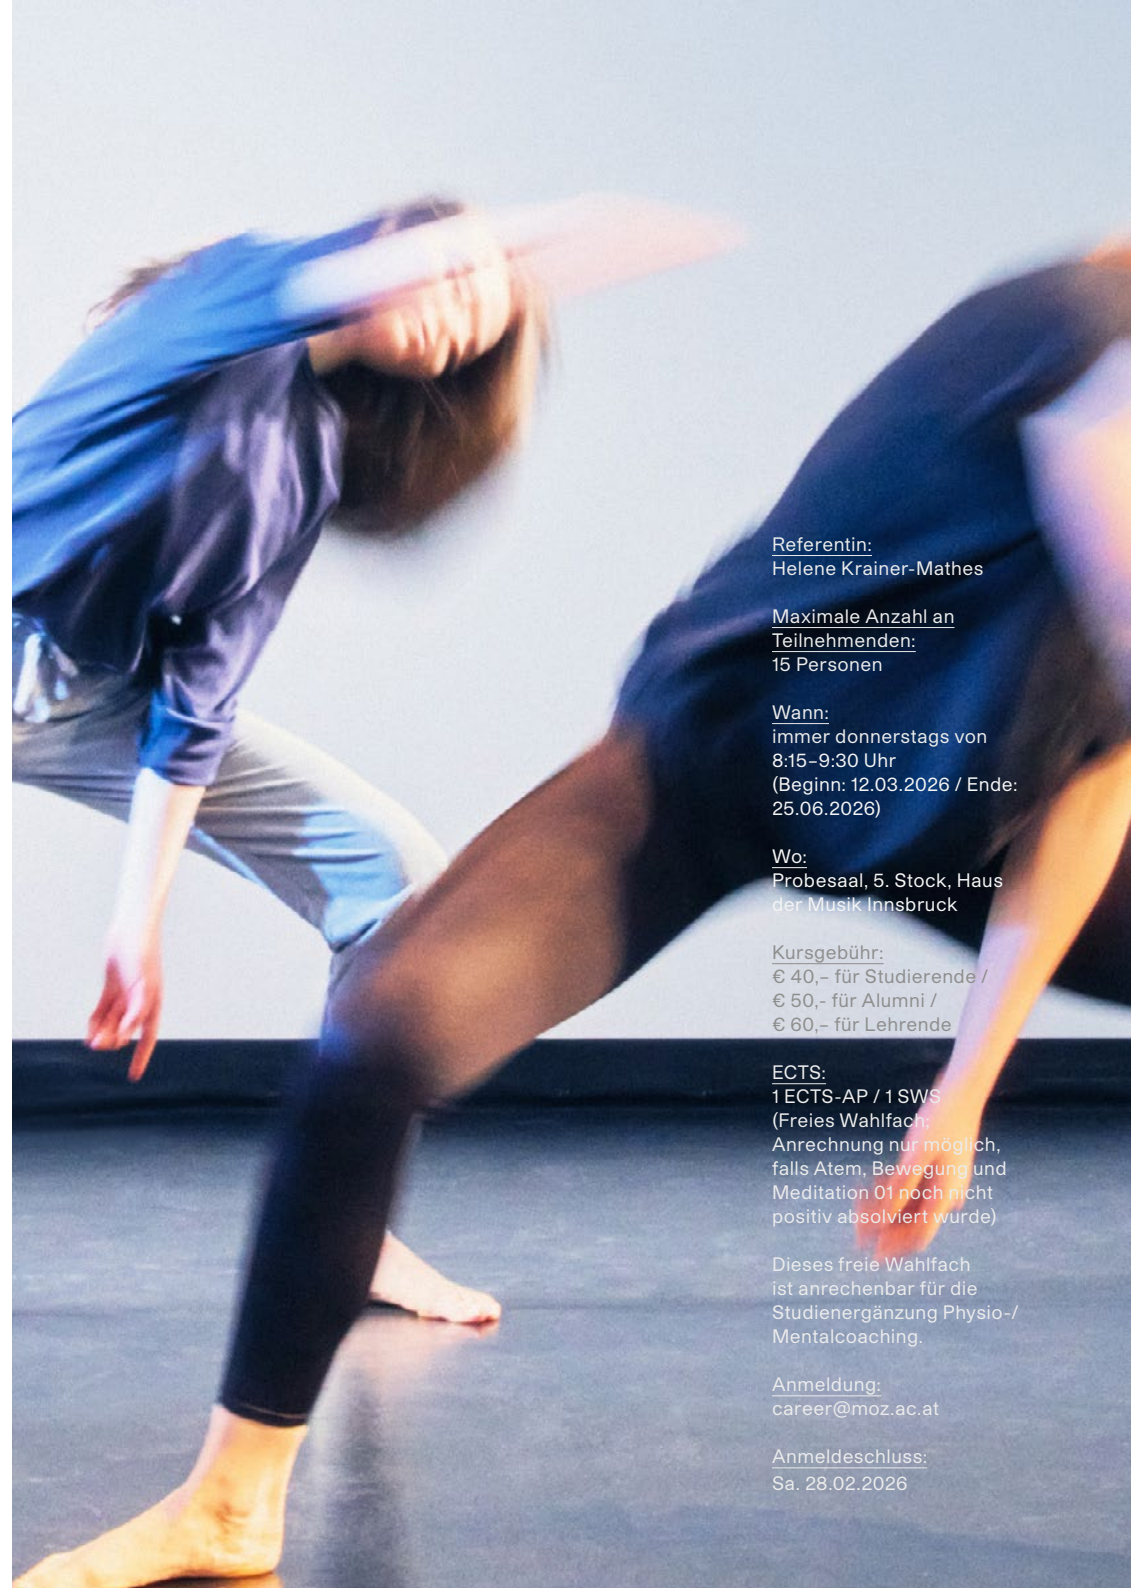 Referentin:
Helene Krainer-Mathes
Maximale Anzahl an
Teilnehmenden:
15 Personen
Wann:
immer donnerstags von
8:15–9:30 Uhr
(Beginn: 12.03.2026 / Ende:
25.06.2026)
Wo:
Probesaal, 5. Stock, Haus
der Musik Innsbruck
Kursgebühr:
€ 40,– für Studierende /
€ 50,- für Alumni /
€ 60,– für Lehrende
ECTS:
1 ECTS-AP / 1 SWS
(Freies Wahlfach;
Anrechnung nur möglich,
falls Atem, Bewegung und
Meditation 01 noch nicht
positiv absolviert wurde)
Dieses freie Wahlfach
ist anrechenbar für die
Studienergänzung Physio-/
Mentalcoaching.
Anmeldung:
career@moz.ac.at
Anmeldeschluss:
Sa. 28.02.2026